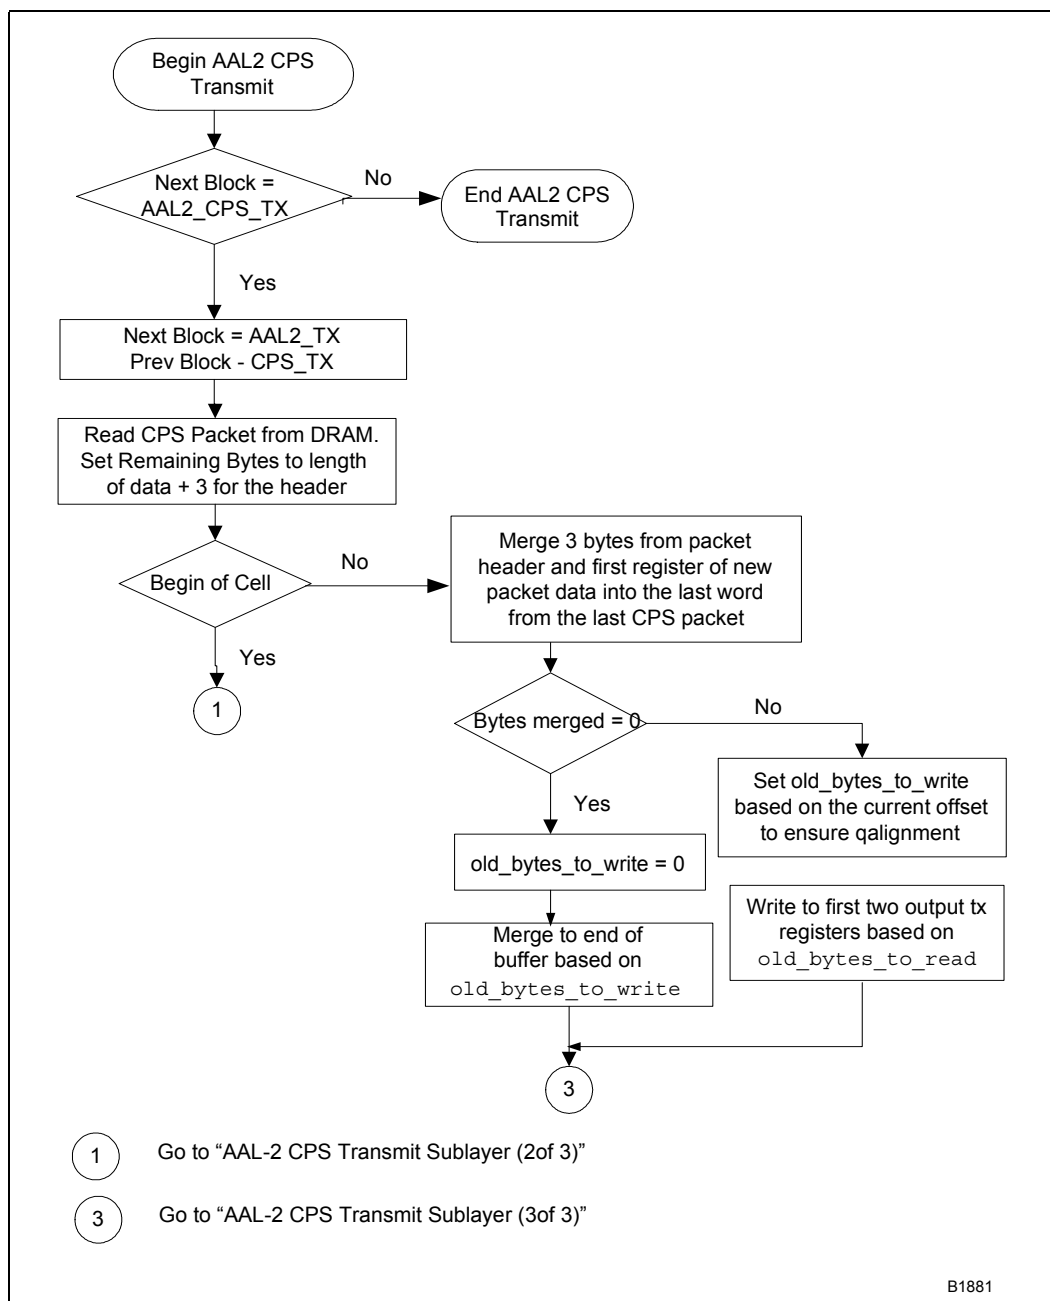 Begin AAL2 CPS
Transmit
Next Block =
AAL2_CPS_TX
No
End AAL2 CPS
Transmit
Yes
Next Block = AAL2_TX
Prev Block - CPS_TX
Read CPS Packet from DRAM.
Set Remaining Bytes to length
of data + 3 for the header
Begin of Cell
No
Merge 3 bytes from packet
header and first register of new
packet data into the last word
from the last CPS packet
Yes
1
Bytes merged = 0
No
Set old_bytes_to_write
based on the current offset
to ensure qalignment
Yes
old_bytes_to_write = 0
Write to first two output tx
registers based on
old_bytes_to_read
Merge to end of
buffer based on
old_bytes_to_write
3
1
Go to “AAL-2 CPS Transmit Sublayer (2of 3)”
3
Go to “AAL-2 CPS Transmit Sublayer (3of 3)”
B1881